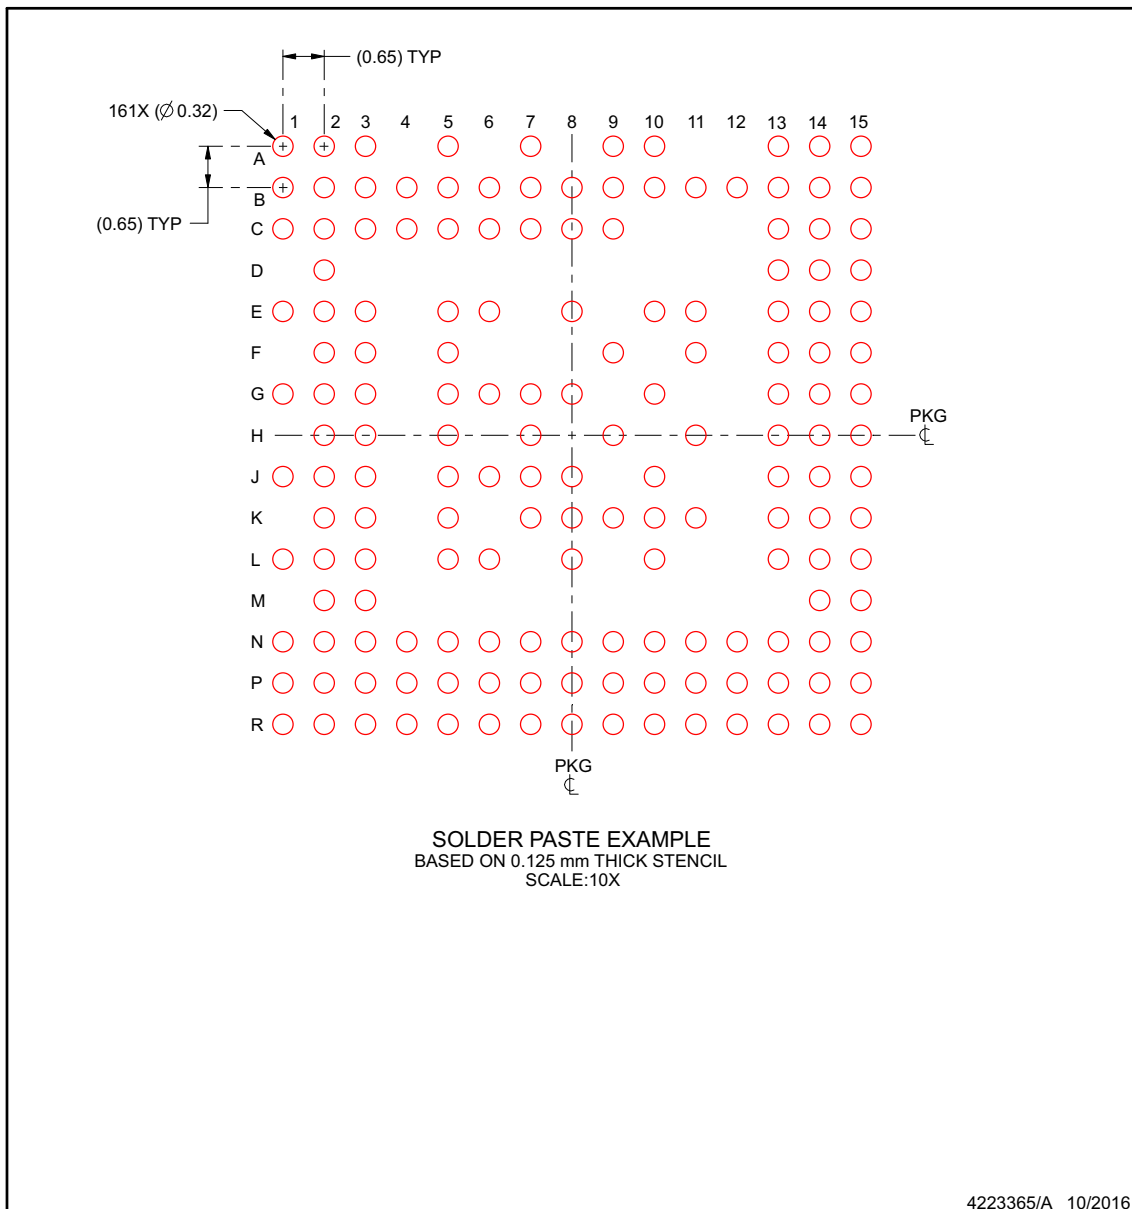 (0.65) TYP
161X (∅ 0.32)
1 2 3 4 5 6 7 8 9 10 11 12 13 14 15
A
B
(0.65) TYP
C
D
E
F
G
PKG
H
J
K
L
M
N
P
R
PKG
SOLDER PASTE EXAMPLE
BASED ON 0.125 mm THICK STENCIL
SCALE:10X
4223365/A 10/2016